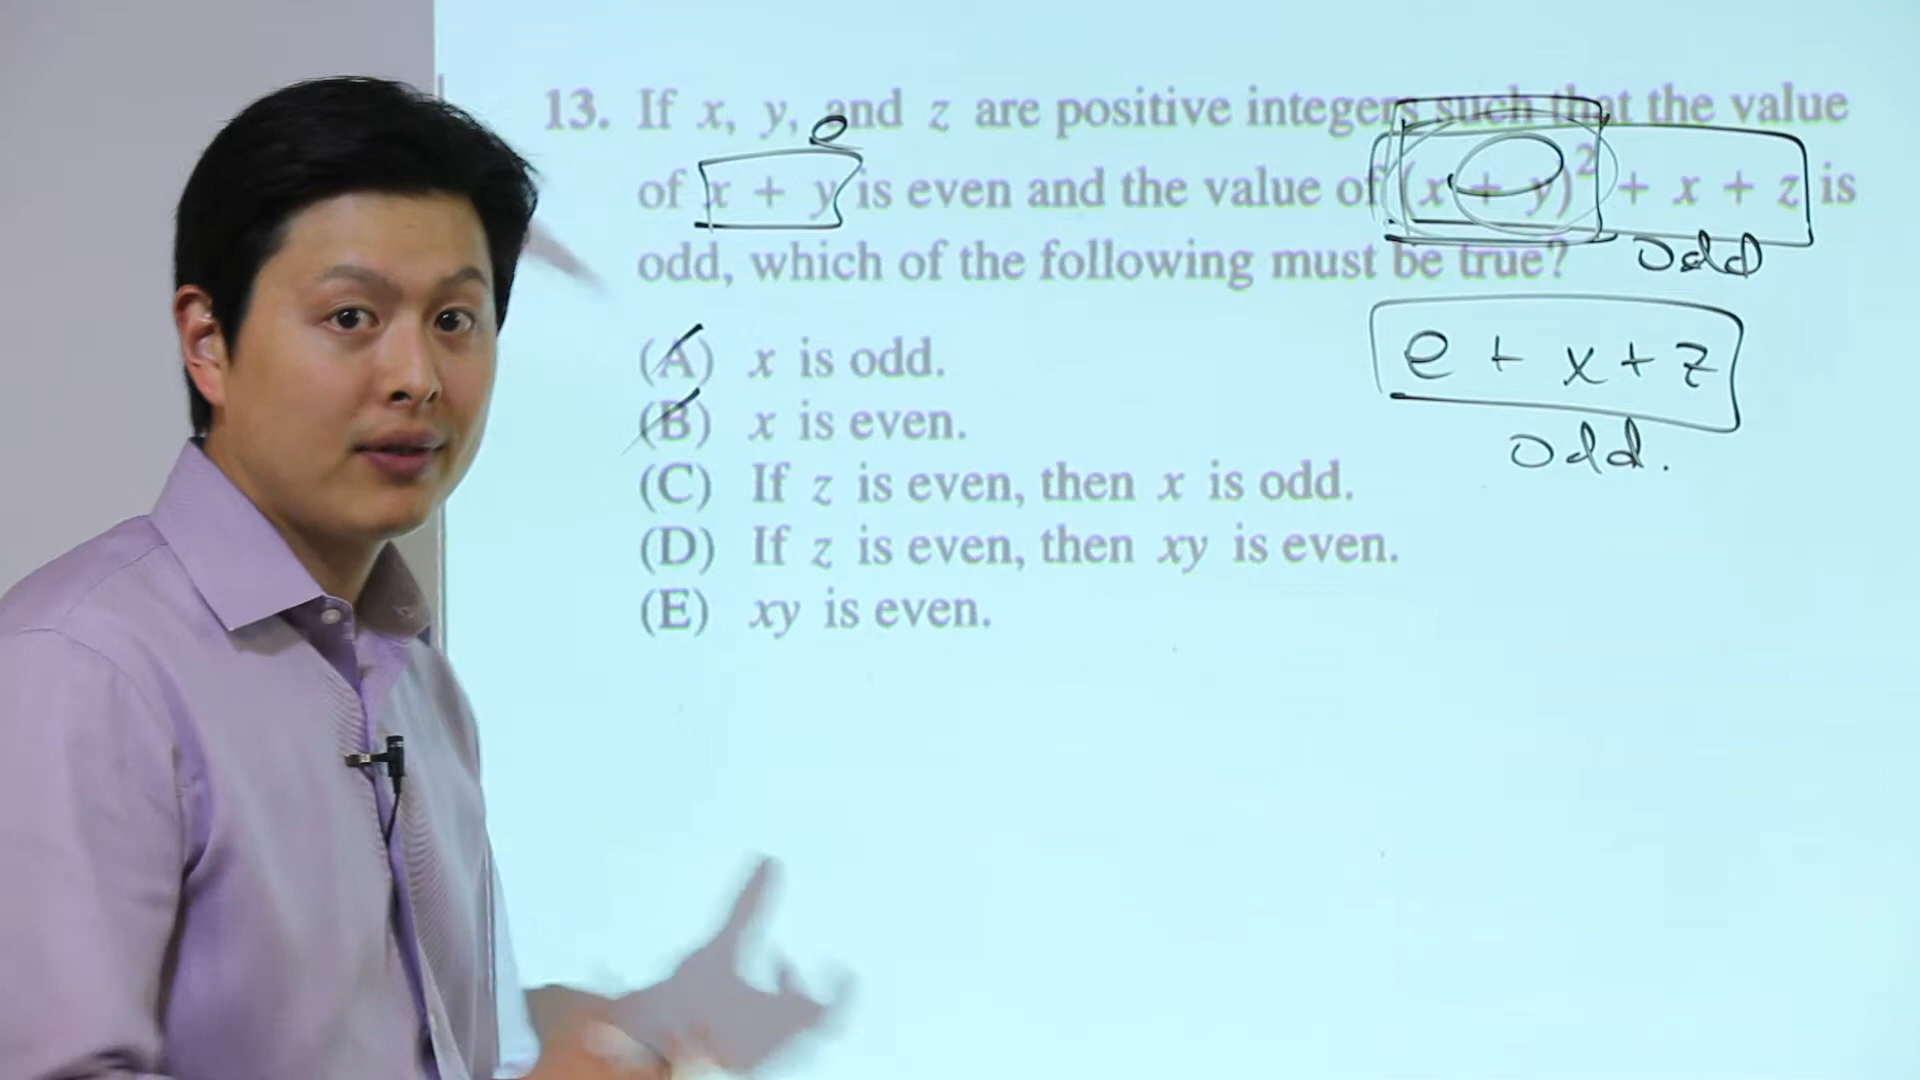 13. If x, y, and z are positive integers such that the value
e
of x + y is even and the value of (x + y)² + x + z is
odd, which of the following must be true?
odd
(A) x is odd.
e + x + z
(B) x is even.
odd.
(C) If z is even, then x is odd.
(D) If z is even, then xy is even.
(E) xy is even.